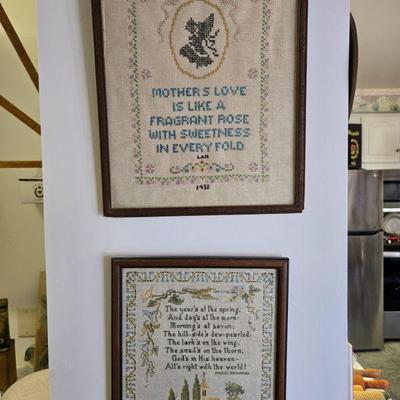 MOTHERS LOVE
IS LIKE A
FRAGRANT ROSE
WITH SWEETNESS
IN EVERY FOLD
The year's at the spring,
And day's at the morn;
Morning's at seven;
The hill-side's dew-pearled;
The lark's on the wing;
The snail's on the thorn;
God's in His heaven-
All's right with the world!